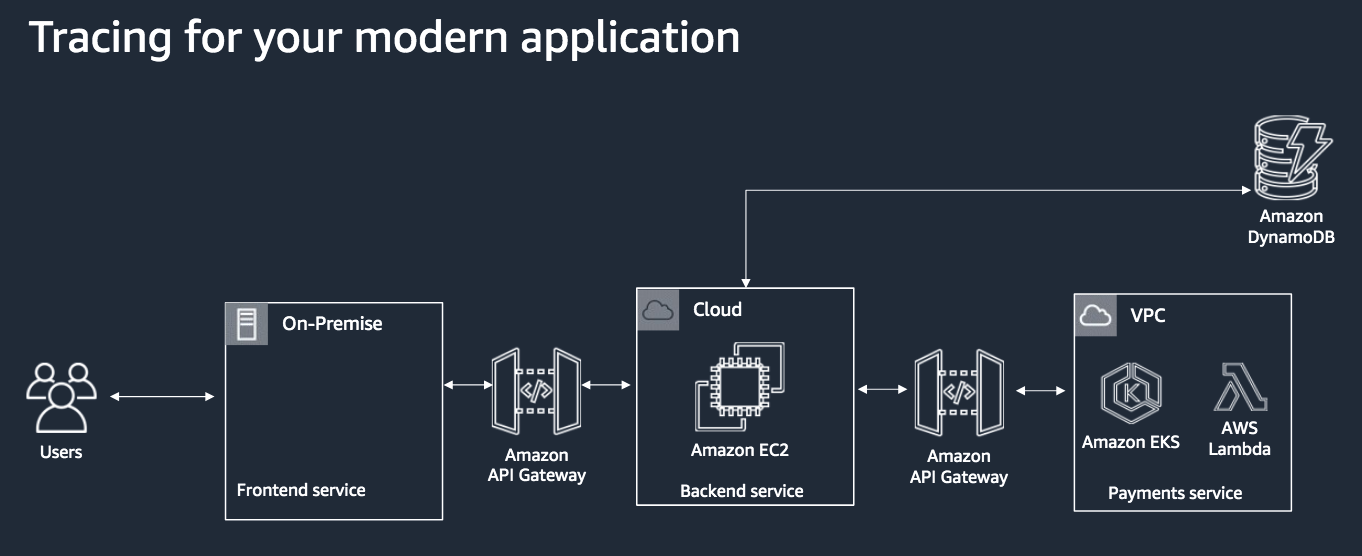 Tracing for your modern application
Amazon
DynamoDB
On-Premise
Cloud
VPC
Users
Amazon
API Gateway
Amazon EC2
Amazon
API Gateway
Amazon EKS
AWS
Lambda
Frontend service
Backend service
Payments service